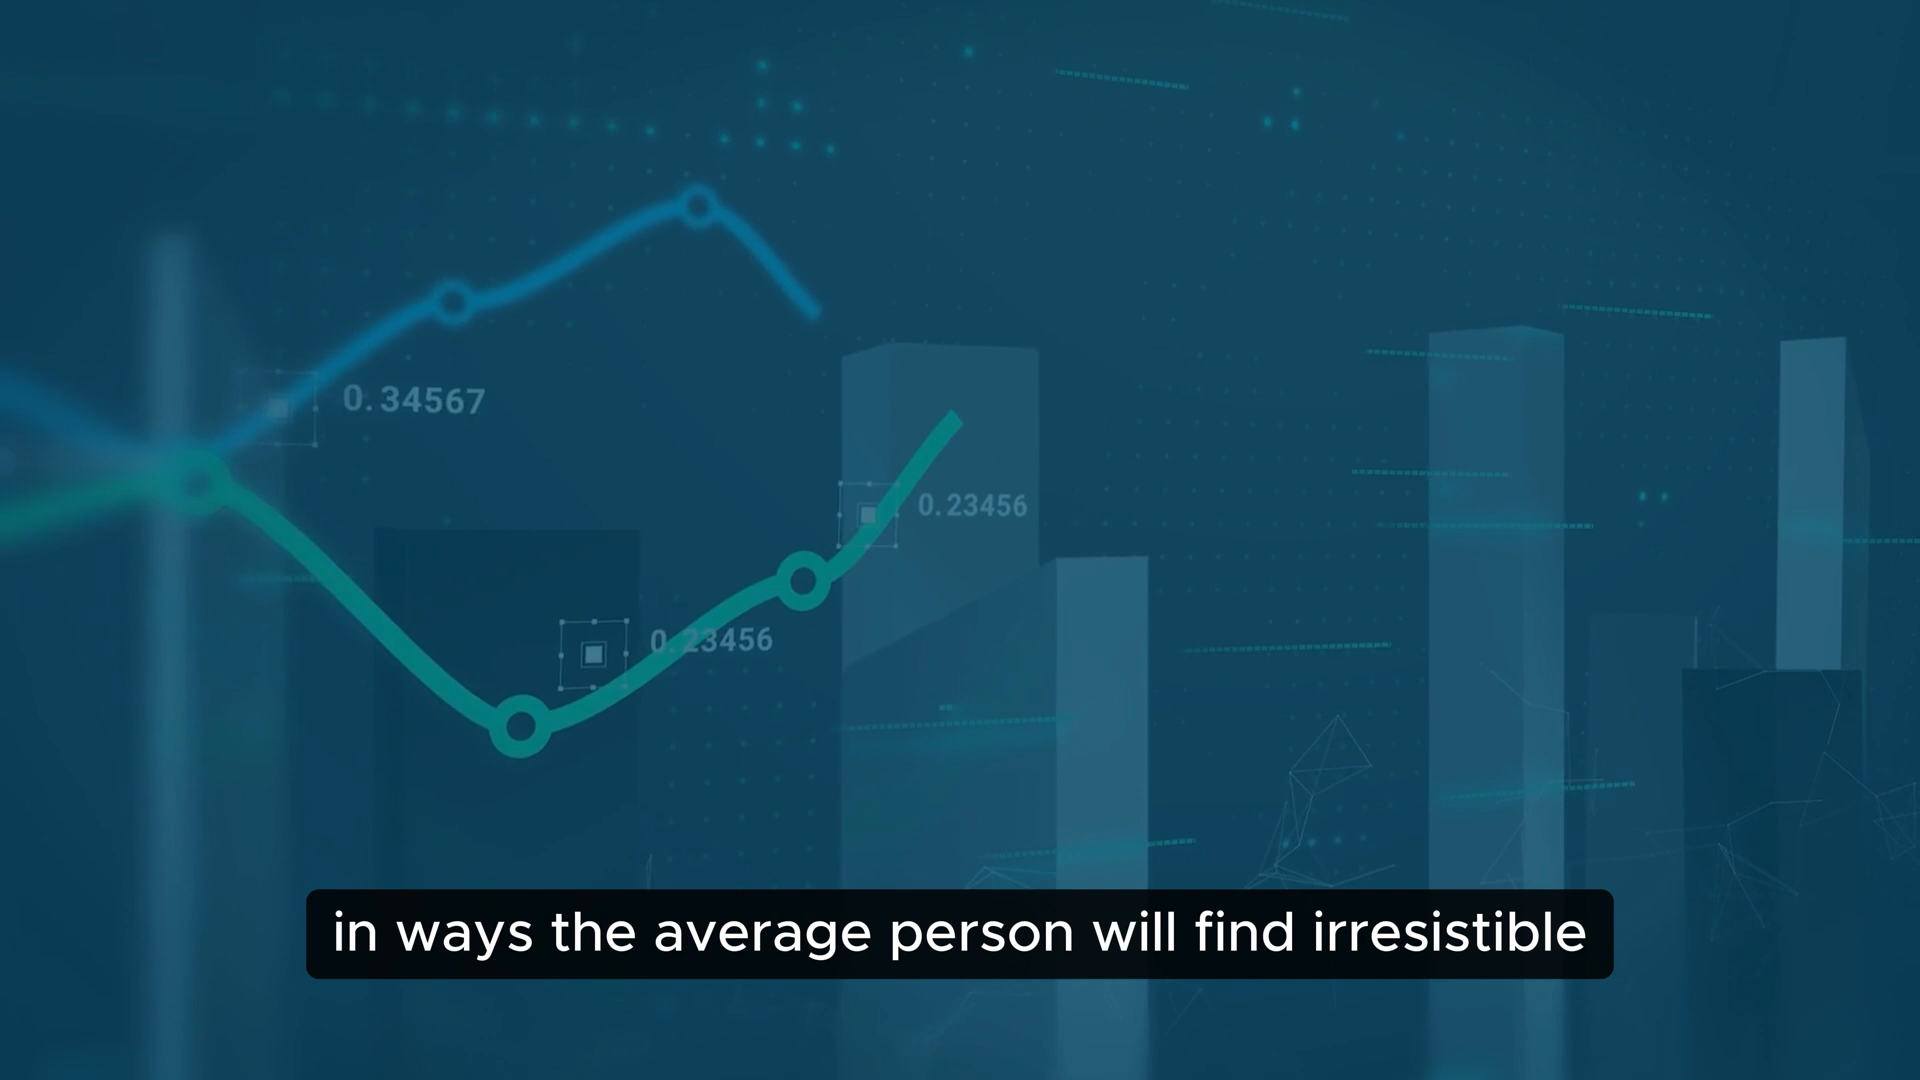 0.34567
0.23456
0.23456
in ways the average person will find irresistible